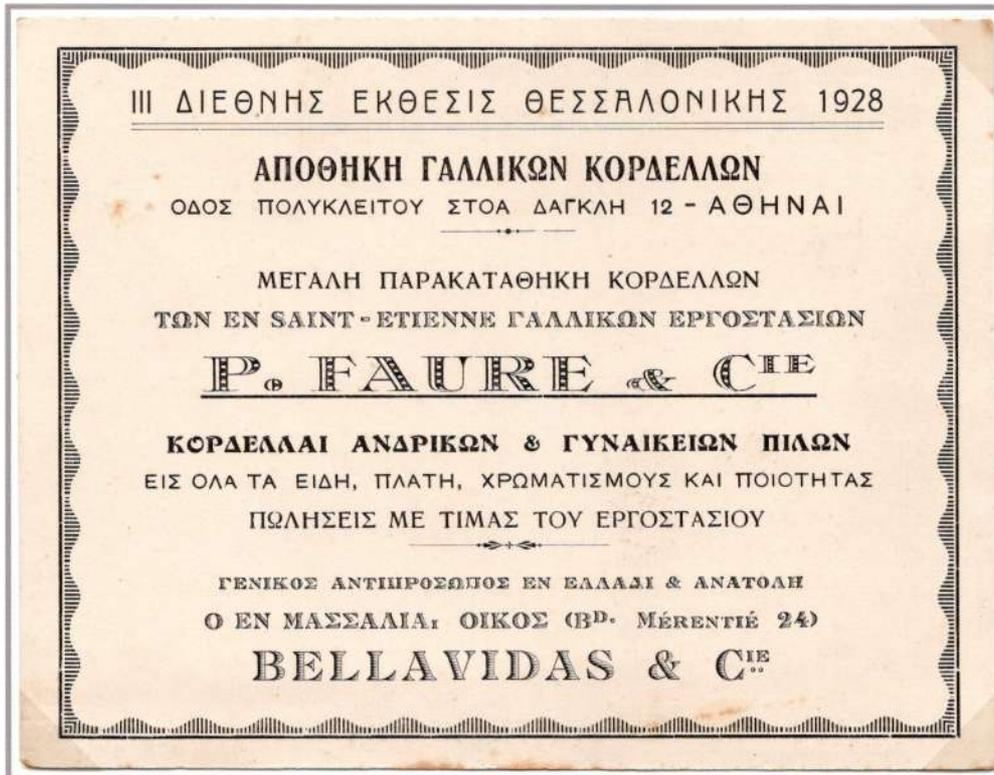 III ΔΙΕΘΝΗΣ ΕΚΘΕΣΙΣ ΘΕΣΣΑΛΟΝΙΚΗΣ 1928
ΑΠΟΘΗΚΗ ΓΑΛΛΙΚΩΝ ΚΟΡΔΕΛΛΩΝ
ΟΔΟΣ ΠΟΛΥΚΛΕΙΤΟΥ ΣΤΟΑ ΔΑΓΚΛΗ 12 - ΑΘΗΝΑΙ
ΜΕΓΑΛΗ ΠΑΡΑΚΑΤΑΘΗΚΗ ΚΟΡΔΕΛΛΩΝ
ΤΩΝ ΕΝ SAINT-ETIENNE ΓΑΛΛΙΚΩΝ ΕΡΓΟΣΤΑΣΙΩΝ
P. FAURE & CIE
ΚΟΡΔΕΛΛΑΙ ΑΝΔΡΙΚΩΝ & ΓΥΝΑΙΚΕΙΩΝ ΠΙΛΩΝ
ΕΙΣ ΟΛΑ ΤΑ ΕΙΔΗ, ΠΛΑΤΗ, ΧΡΩΜΑΤΙΣΜΟΥΣ ΚΑΙ ΠΟΙΟΤΗΤΑΣ
ΠΩΛΗΣΕΙΣ ΜΕ ΤΙΜΑΣ ΤΟΥ ΕΡΓΟΣΤΑΣΙΟΥ
ΓΕΝΙΚΟΣ ΑΝΤΙΠΡΟΣΩΠΟΣ ΕΝ ΕΛΛΑΔΙ & ΑΝΑΤΟΛΗ
Ο ΕΝ ΜΑΣΣΑΛΙΑι ΟΙΚΟΣ (BD. MÉRENTIÉ 24)
BELLAVIDAS & CIE